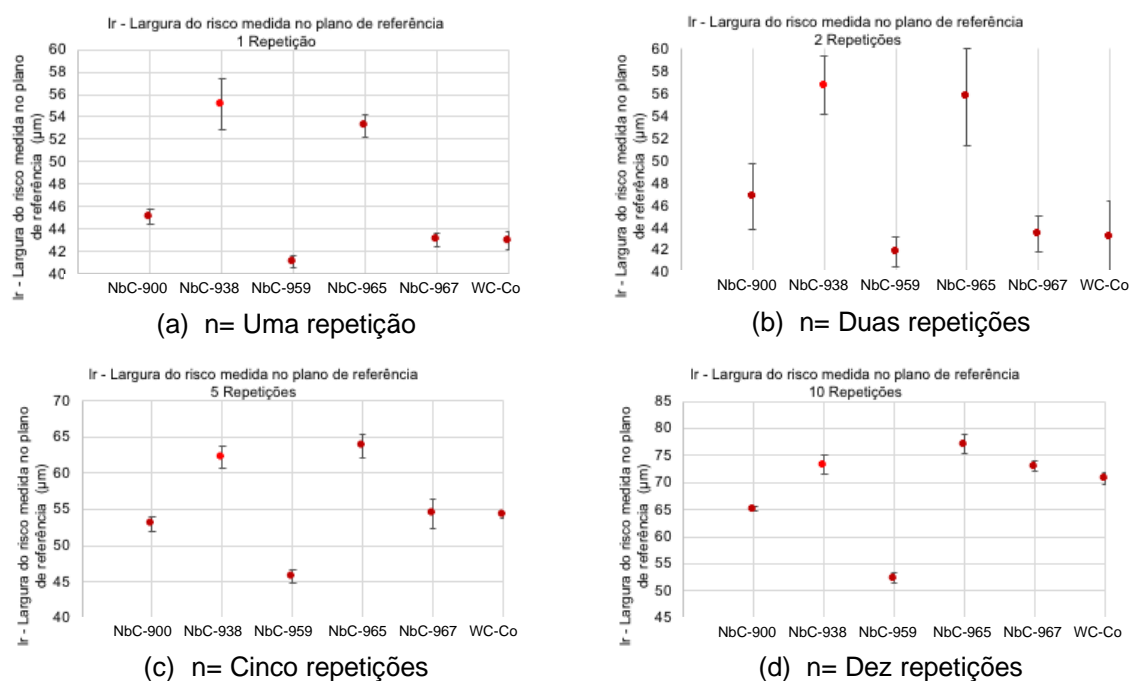 Ir - Largura do risco medida no plano de referência
1 Repetição
Ir - Largura do risco medida no plano
de referência (µm)
60
58
56
54
52
50
48
46
44
42
40
NbC-900 NbC-938 NbC-959 NbC-965 NbC-967 WC-Co
(a) n= Uma repetição
Ir - Largura do risco medida no plano de referência
2 Repetições
Ir - Largura do risco medida no plano
de referência (µm)
60
58
56
54
52
50
48
46
44
42
40
NbC-900 NbC-938 NbC-959 NbC-965 NbC-967 WC-Co
(b) n= Duas repetições
Ir - Largura do risco medida no plano de referência
5 Repetições
Ir - Largura do risco medida no plano
de referência (µm)
70
65
60
55
50
45
40
NbC-900 NbC-938 NbC-959 NbC-965 NbC-967 WC-Co
(c) n= Cinco repetições
Ir - Largura do risco medida no plano de referência
10 Repetições
Ir - Largura do risco medida no plano
de referência (µm)
85
80
75
70
65
60
55
50
45
NbC-900 NbC-938 NbC-959 NbC-965 NbC-967 WC-Co
(d) n= Dez repetições